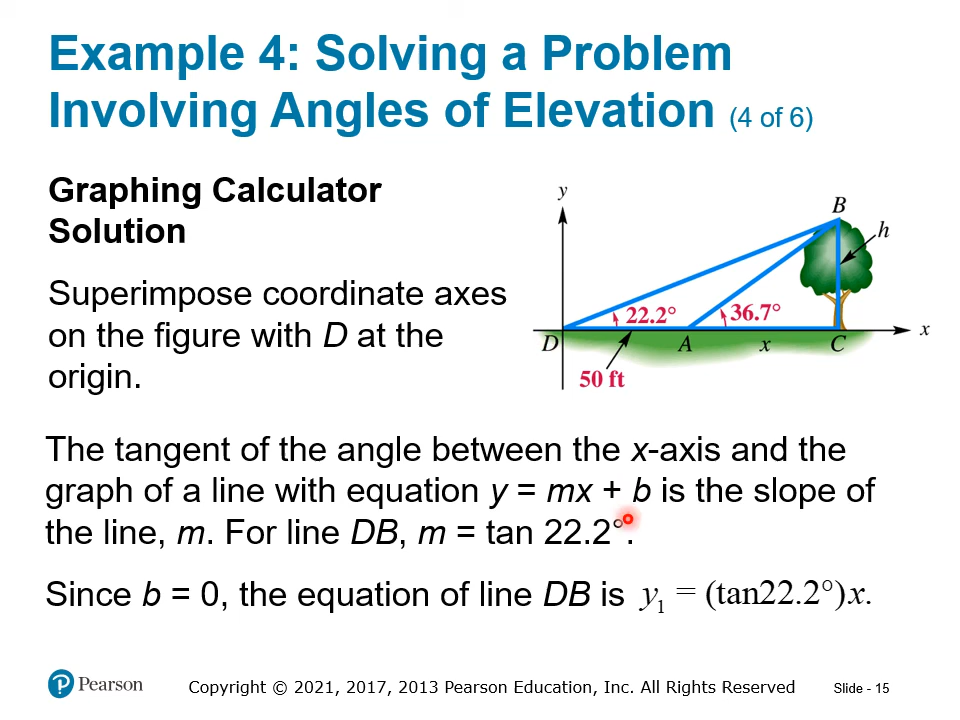 Example 4: Solving a Problem
Involving Angles of Elevation (4 of 6)
Graphing Calculator
Solution
Superimpose coordinate axes
on the figure with D at the
origin.
y
B
h
22.2°
36.7°
x
D
A
x
C
50 ft
The tangent of the angle between the x-axis and the
graph of a line with equation y = mx + b is the slope of
the line, m. For line DB, m = tan 22.2°.
Since b = 0, the equation of line DB is y₁ = (tan22.2°)x.
Pearson
Copyright © 2021, 2017, 2013 Pearson Education, Inc. All Rights Reserved
Slide - 15